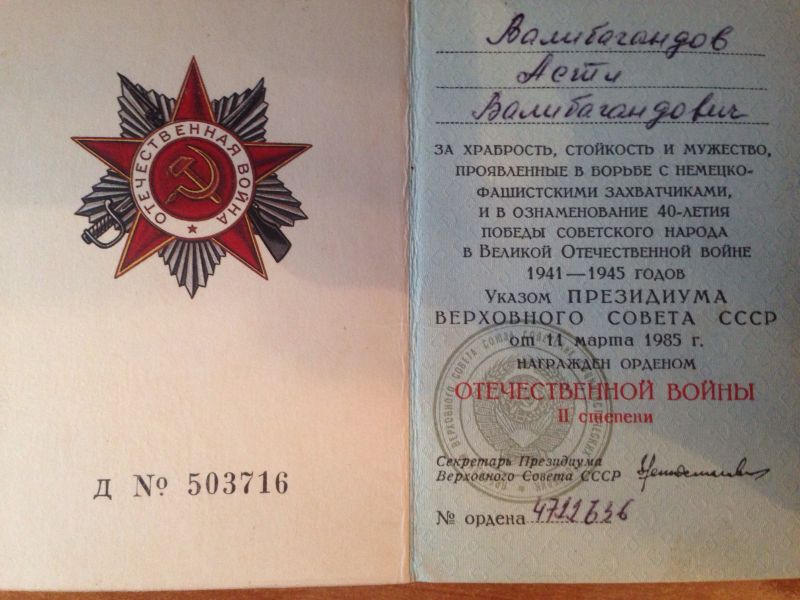 ОТЕЧЕСТВЕННАЯ ВОЙНА
Д № 503716
Валибагандов
Асти
Валибагандович
ЗА ХРАБРОСТЬ, СТОЙКОСТЬ И МУЖЕСТВО,
ПРОЯВЛЕННЫЕ В БОРЬБЕ С НЕМЕЦКО-
ФАШИСТСКИМИ ЗАХВАТЧИКАМИ,
И В ОЗНАМЕНОВАНИЕ 40-ЛЕТИЯ
ПОБЕДЫ СОВЕТСКОГО НАРОДА
В ВЕЛИКОЙ ОТЕЧЕСТВЕННОЙ ВОЙНЕ
1941—1945 ГОДОВ
УКАЗОМ ПРЕЗИДИУМА
ВЕРХОВНОГО СОВЕТА СССР
от 11 марта 1985 г.
НАГРАЖДЕН ОРДЕНОМ
ОТЕЧЕСТВЕННОЙ ВОЙНЫ
II степени
Секретарь Президиума
Верховного Совета СССР
№ ордена